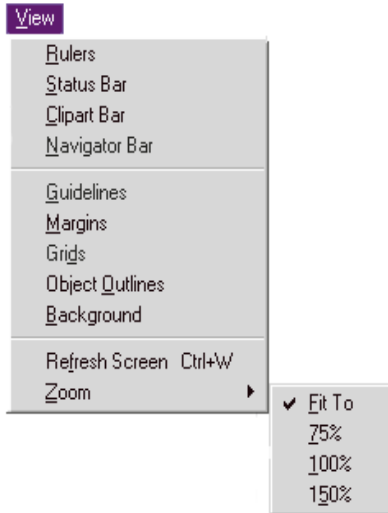 View
Rulers
Status Bar
Clipart Bar
Navigator Bar
Guidelines
Margins
Grids
Object Outlines
Background
Refresh Screen Ctrl+W
Zoom
Fit To
75%
100%
150%